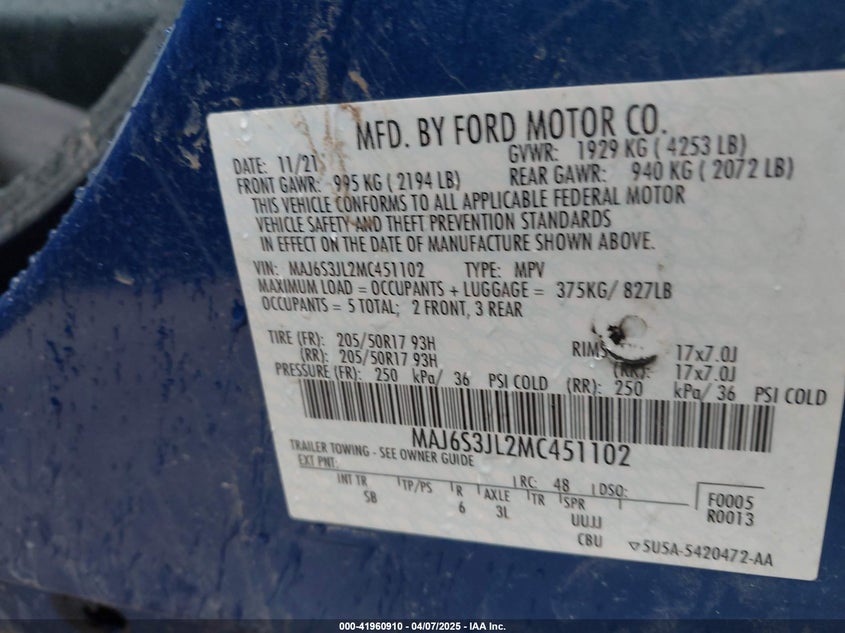 MFD. BY FORD MOTOR CO.
DATE: 11/21 GVWR: 1929 KG ( 4253 LB)
FRONT GAWR: 995 KG ( 2194 LB) REAR GAWR: 940 KG ( 2072 LB)
THIS VEHICLE CONFORMS TO ALL APPLICABLE FEDERAL MOTOR
VEHICLE SAFETY AND THEFT PREVENTION STANDARDS
IN EFFECT ON THE DATE OF MANUFACTURE SHOWN ABOVE.
VIN: MAJ6S3JL2MC451102 TYPE: MPV
MAXIMUM LOAD = OCCUPANTS + LUGGAGE = 375KG/ 827LB
OCCUPANTS = 5 TOTAL; 2 FRONT, 3 REAR
TIRE (FR): 205/50R17 93H RIMS 17x7.0J
(RR): 205/50R17 93H (RR): 17x7.0J
PRESSURE (FR): 250 kPa/ 36 PSI COLD (RR): 250 kPa/ 36 PSI COLD
MAJ6S3JL2MC451102
TRAILER TOWING - SEE OWNER GUIDE
EXT PNT: RC: 48 DSO: F0005
INT TR TP/PS R AXLE TR SPR R0013
SB 6 3L UUJJ
CBU 5U5A-5420472-AA
000-41960910 - 04/07/2025 - IAA Inc.